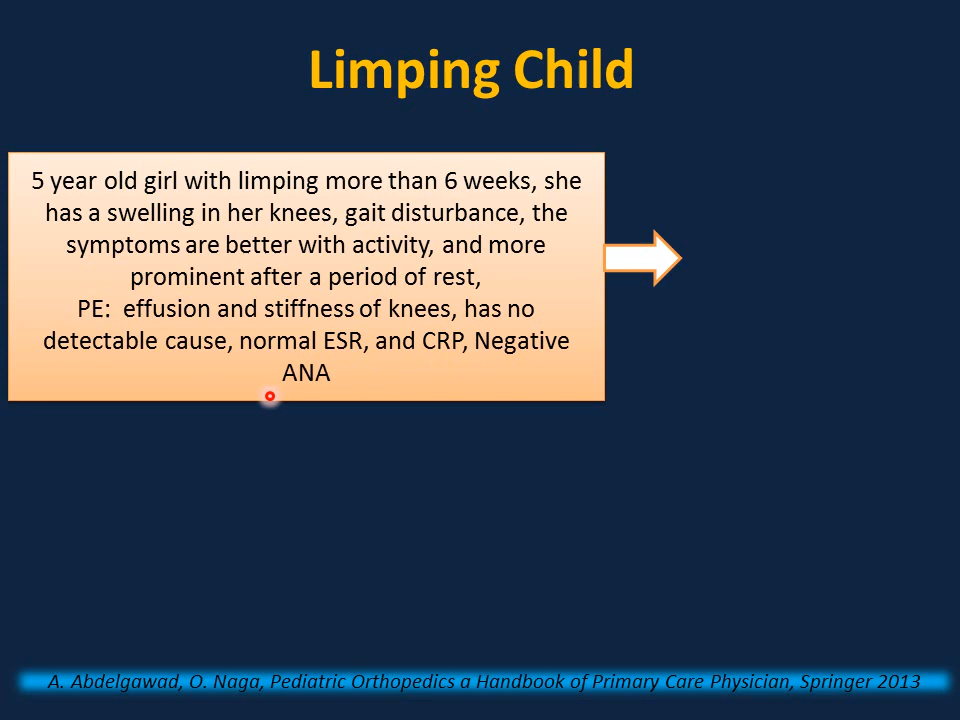 Limping Child
5 year old girl with limping more than 6 weeks, she
has a swelling in her knees, gait disturbance, the
symptoms are better with activity, and more
prominent after a period of rest,
PE:  effusion and stiffness of knees, has no
detectable cause, normal ESR, and CRP, Negative
ANA
A. Abdelgawad, O. Naga, Pediatric Orthopedics a Handbook of Primary Care Physician, Springer 2013